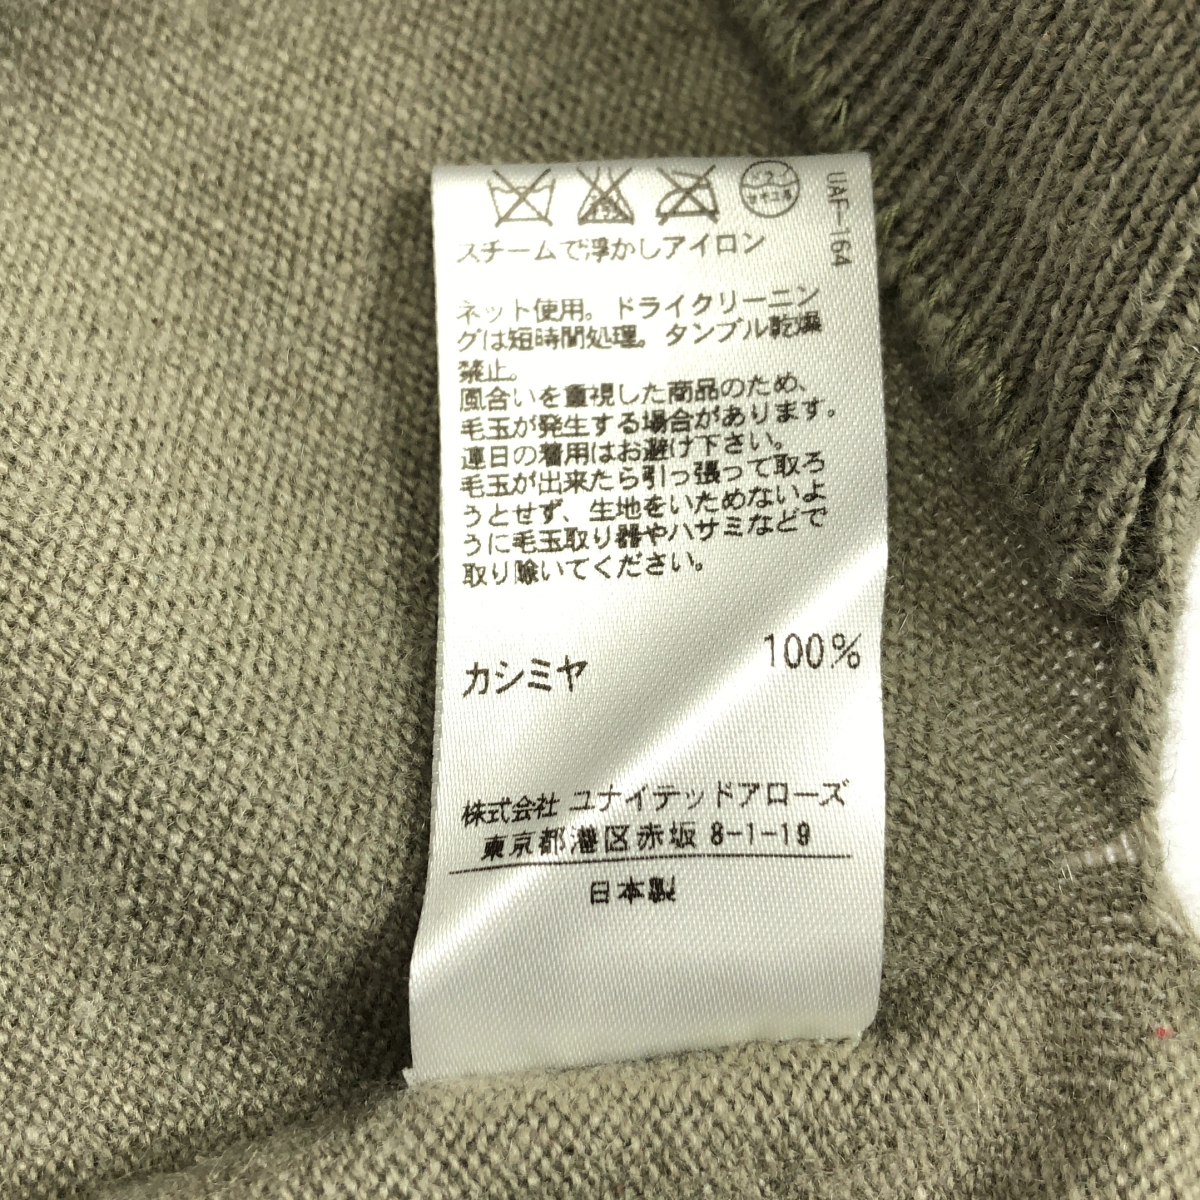 UAF-164
スチームで浮かしアイロン
ネット使用。ドライクリーニン
グは短時間処理。タンブル乾燥
禁止。
風合いを重視した商品のため、
毛玉が発生する場合があります。
連日の着用はお避け下さい。
毛玉が出来たら引っ張って取ろ
うとせず、生地をいためないよ
うに毛玉取り器やハサミなどで
取り除いてください。
カシミヤ 100%
株式会社 ユナイテッドアローズ
東京都港区赤坂 8-1-19
日本製